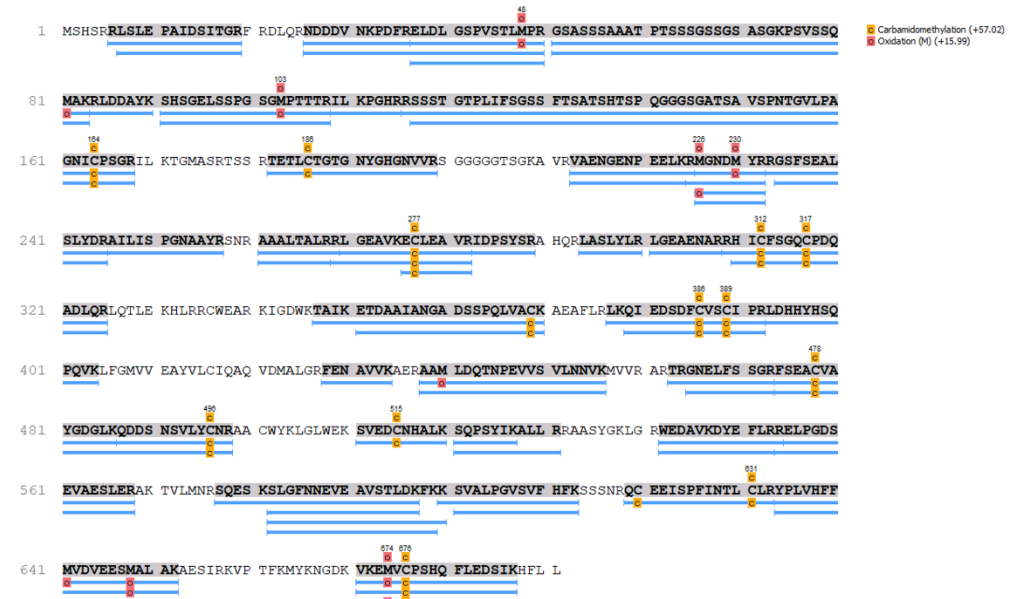 c Carbamidomethylation (+57.02)
o Oxidation (M) (+15.99)
48
o
1 MSHSRRLSLE PAIDSITGRF RDLQRNDDDV NKPDFRELDL GSPVSTLMPR GSASSSAAAT PTSSSGSSGS ASGKPSVSSQ
o
103
o
81 MAKRLDDAYK SHSGELSSPG SGMPTTTRIL KPGHRRSSST GTPLIFSGSS FTSATSHTSP QGGGSGATSA VSPNTGVLPA
o o
164 186 226 230
c c o o
161 GNICPSGRIL KTGMASRTSS RTETLCTGTG NYGHGNVVRS GGGGGTSGKA VRVAENGENP EELKRMGNDM YRRGSFSEAL
c c o
c
o
277 312 317
c c c
241 SLYDRAILIS PGNAAYRSNR AAALTALRRL GEAVKECLEA VRIDPSYSRA HQRLASLYLR LGEAENARRH ICFSGQCPDQ
c c c
c c c
c
386 389
c c
321 ADLQRLQTLE KHLRRCWEAR KIGDWKTAIK ETDAAIANGA DSSPQLVACK AEAFLRLKQI EDSDFCVSCI PRLDHHYHSQ
c c c
c c c
478
c
401 PQVKLFGMVV EAYVLCIQAQ VDMALGRFEN AVVKAERAAM LDQTNPEVVS VLNNVKMVVR ARTRGNELFS SGRFSEACVA
o c
c
496 515
c c
481 YGDGLKQDDS NSVLYCNRAA CWYKLGLWEK SVEDCNHALK SQPSYIKALL RRAASYGKLG RWEDAVKDYE FLRRELPGDS
c c
c
631
c
561 EVAESLERAK TVLMNRSQES KSLGFNNEVE AVSTLDKFKK SVALPGVSVF HFKSSSNRQC EEISPFINTL CLRYPLVHFF
c c
674 676
o c
641 MVDVEESMAL AKAESIRKVP TFKMYKNGDK VKEMVCPSHQ FLEDSIKHFL L
o o o c
o c